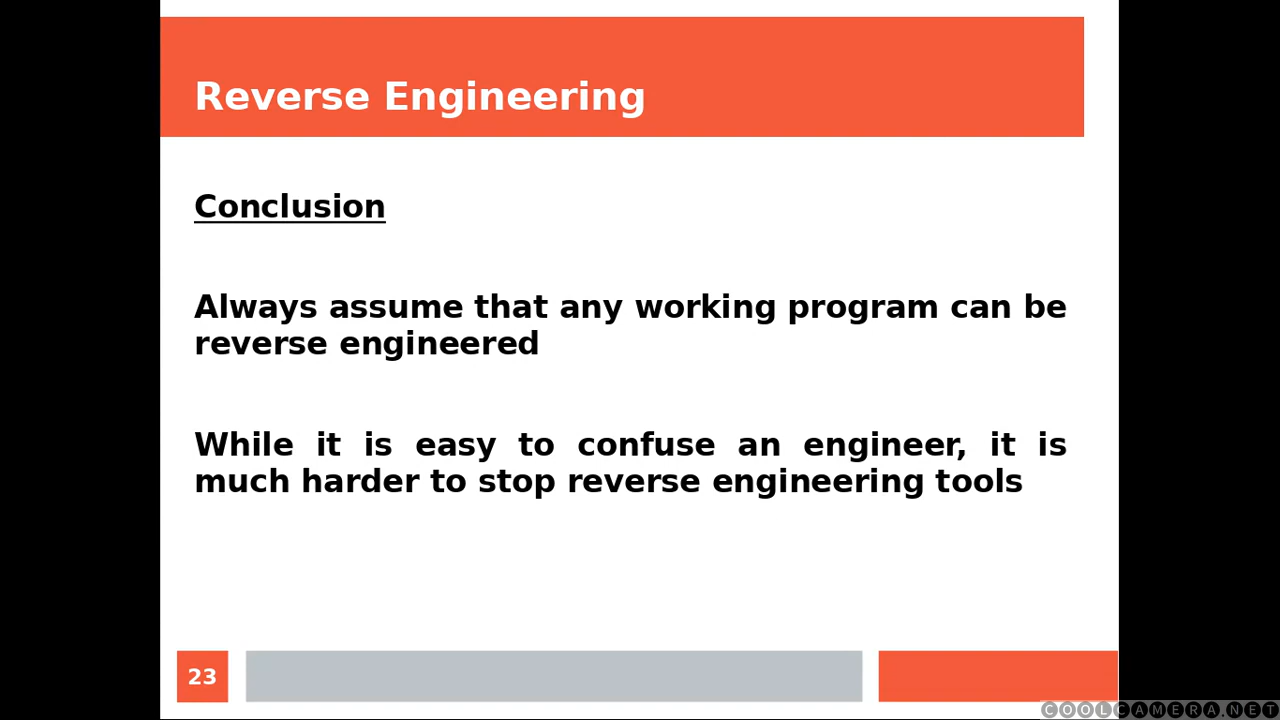 Reverse Engineering
Conclusion
Always assume that any working program can be
reverse engineered
While it is easy to confuse an engineer, it is
much harder to stop reverse engineering tools
23
COOLCAMERA.NET